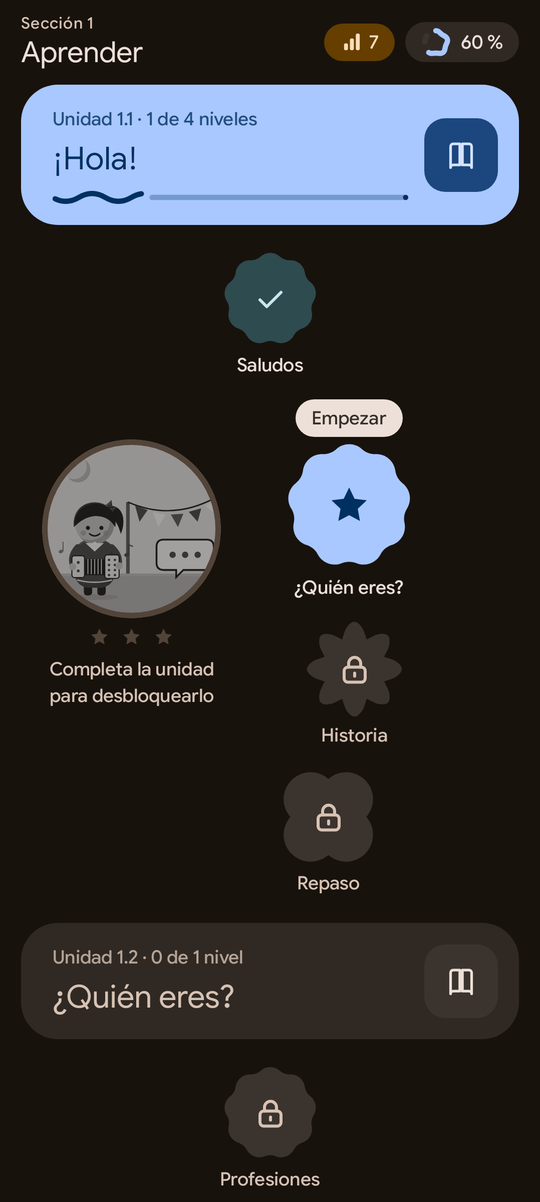 Sección 1
Aprender
7
60 %
Unidad 1.1 · 1 de 4 niveles
¡Hola!
Saludos
Empezar
¿Quién eres?
Completa la unidad
para desbloquearlo
Historia
Repaso
Unidad 1.2 · 0 de 1 nivel
¿Quién eres?
Profesiones